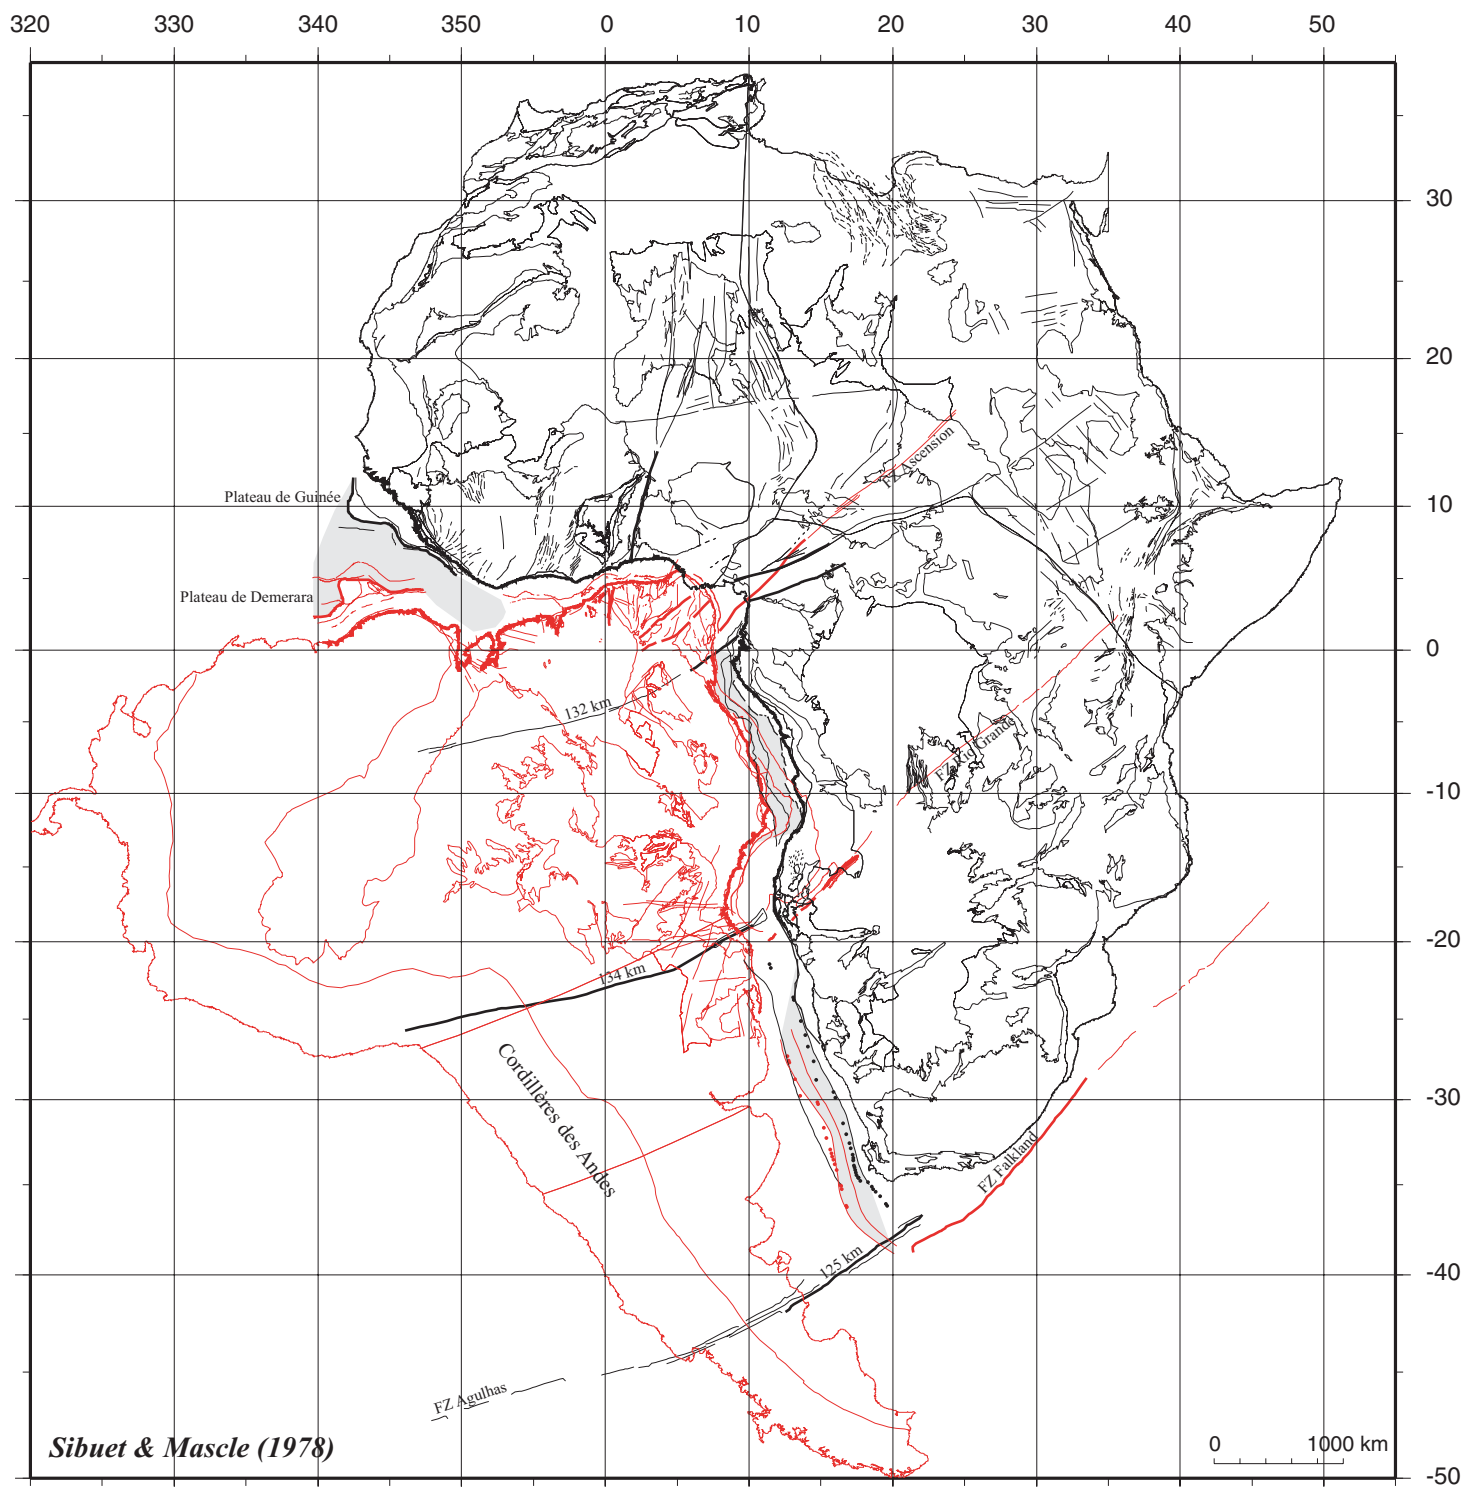 320 330 340 350 0 10 20 30 40 50
30
20
FZ Ascension
Plateau de Guinée
10
Plateau de Demerara
0
132 km
FZ Rio Grande
-10
-20
134 km
Cordillères des Andes
-30
FZ Falkland
125 km
-40
FZ Agulhas
Sibuet & Mascle (1978)
0 1000 km
-50